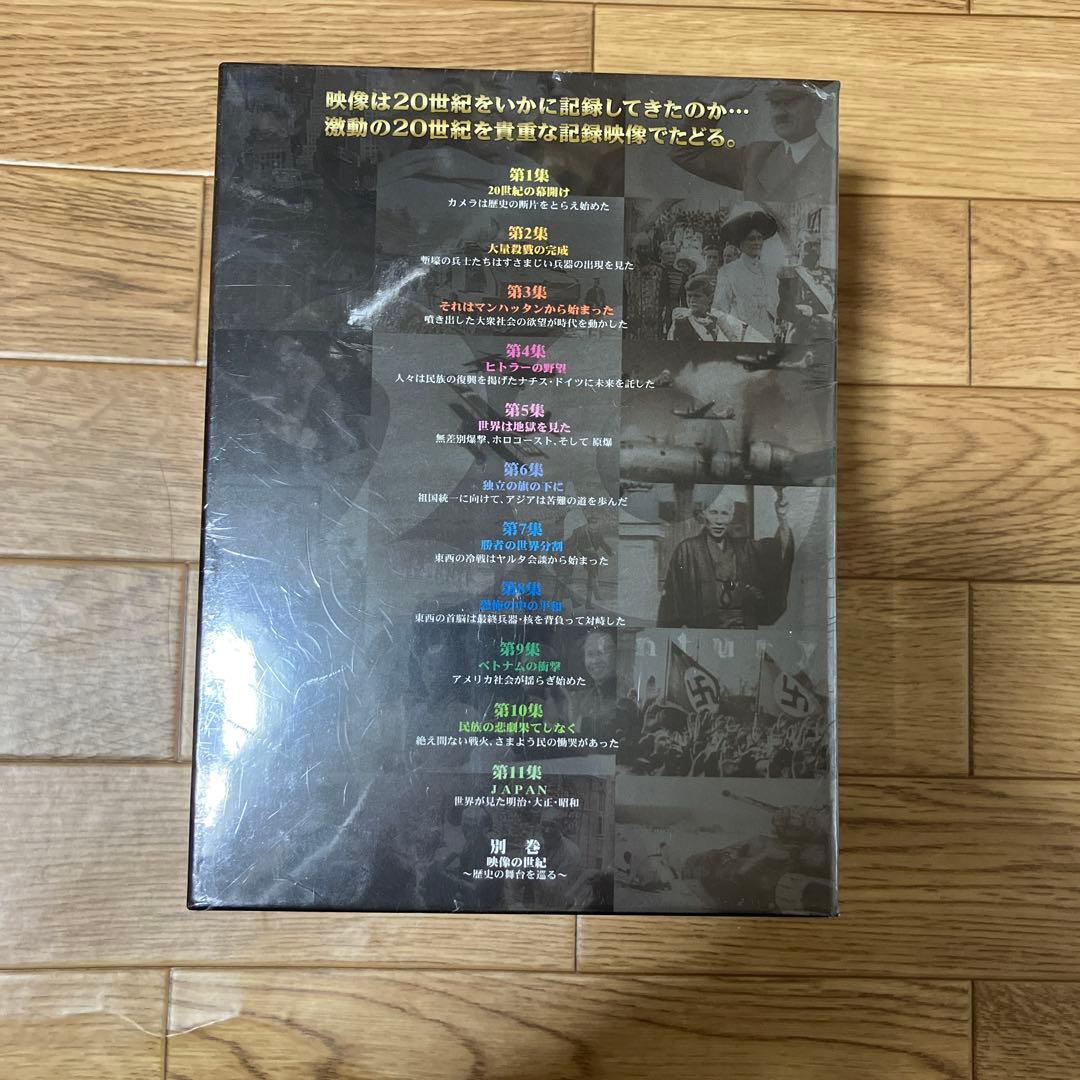 映像は20世紀をいかに記録してきたのか…
激動の20世紀を貴重な記録映像でたどる。
第1集
20世紀の幕開け
カメラは歴史の断片をとらえ始めた
第2集
大量殺戮の完成
塹壕の兵士たちはすさまじい兵器の出現を見た
第3集
それはマンハッタンから始まった
噴き出した大衆社会の欲望が時代を動かした
第4集
ヒトラーの野望
人々は民族の復興を掲げたナチス・ドイツに未来を託した
第5集
世界は地獄を見た
無差別爆撃、ホロコースト、そして 原爆
第6集
独立の旗の下に
祖国統一に向けて、アジアは苦難の道を歩んだ
第7集
勝者の世界分割
東西の冷戦はヤルタ会談から始まった
第8集
恐怖の中の平和
東西の首脳は最終兵器・核を背負って対峙した
第9集
ベトナムの衝撃
アメリカ社会が揺らぎ始めた
第10集
民族の悲劇果てしなく
絶え間ない戦火、さまよう民の慟哭があった
第11集
JAPAN
世界が見た明治・大正・昭和
別 巻
映像の世紀
～歴史の舞台を巡る～